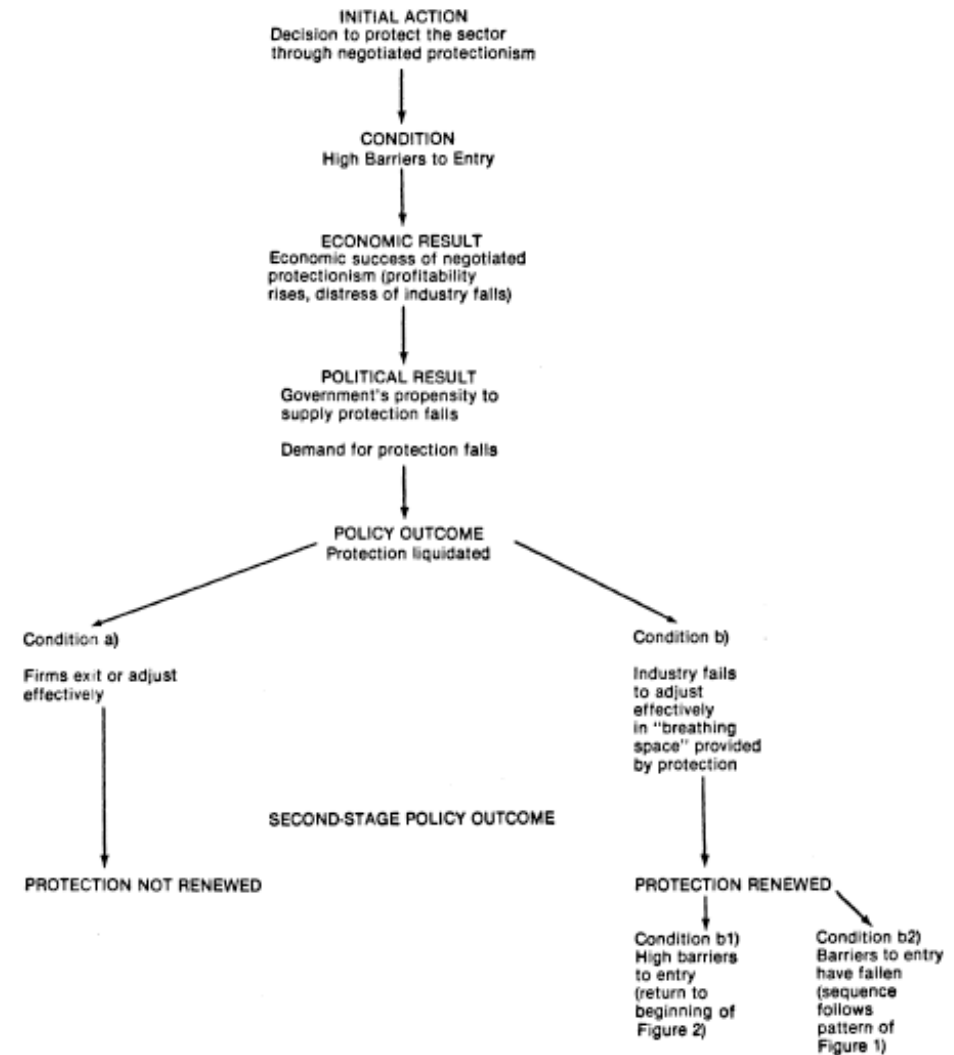 INITIAL ACTION
Decision to protect the sector
through negotiated protectionism
CONDITION
High Barriers to Entry
ECONOMIC RESULT
Economic success of negotiated
protectionism (profitability
rises, distress of industry falls)
POLITICAL RESULT
Government's propensity to
supply protection falls
Demand for protection falls
POLICY OUTCOME
Protection liquidated
Condition a)
Firms exit or adjust
effectively
Condition b)
Industry fails
to adjust
effectively
in "breathing
space" provided
by protection
SECOND-STAGE POLICY OUTCOME
PROTECTION NOT RENEWED
PROTECTION RENEWED
Condition b1)
High barriers
to entry
(return to
beginning of
Figure 2)
Condition b2)
Barriers to entry
have fallen
(sequence
follows
pattern of
Figure 1)